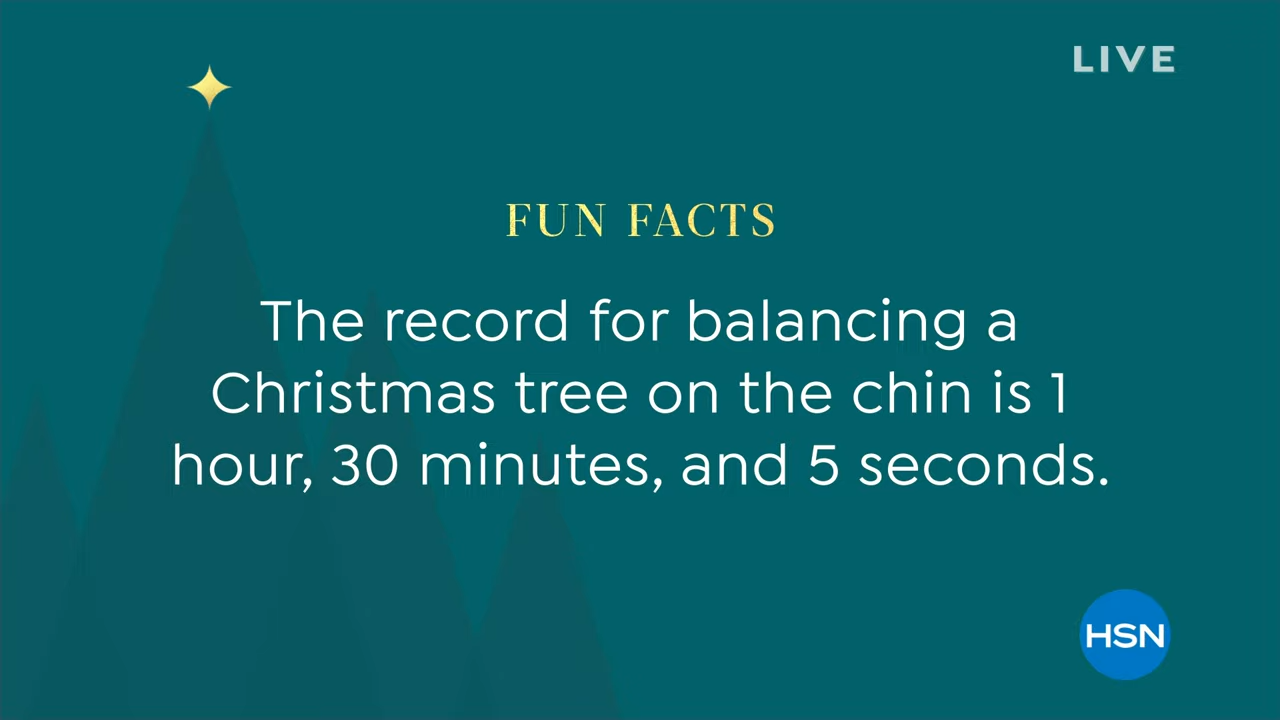 LIVE
FUN FACTS
The record for balancing a
Christmas tree on the chin is 1
hour, 30 minutes, and 5 seconds.
HSN